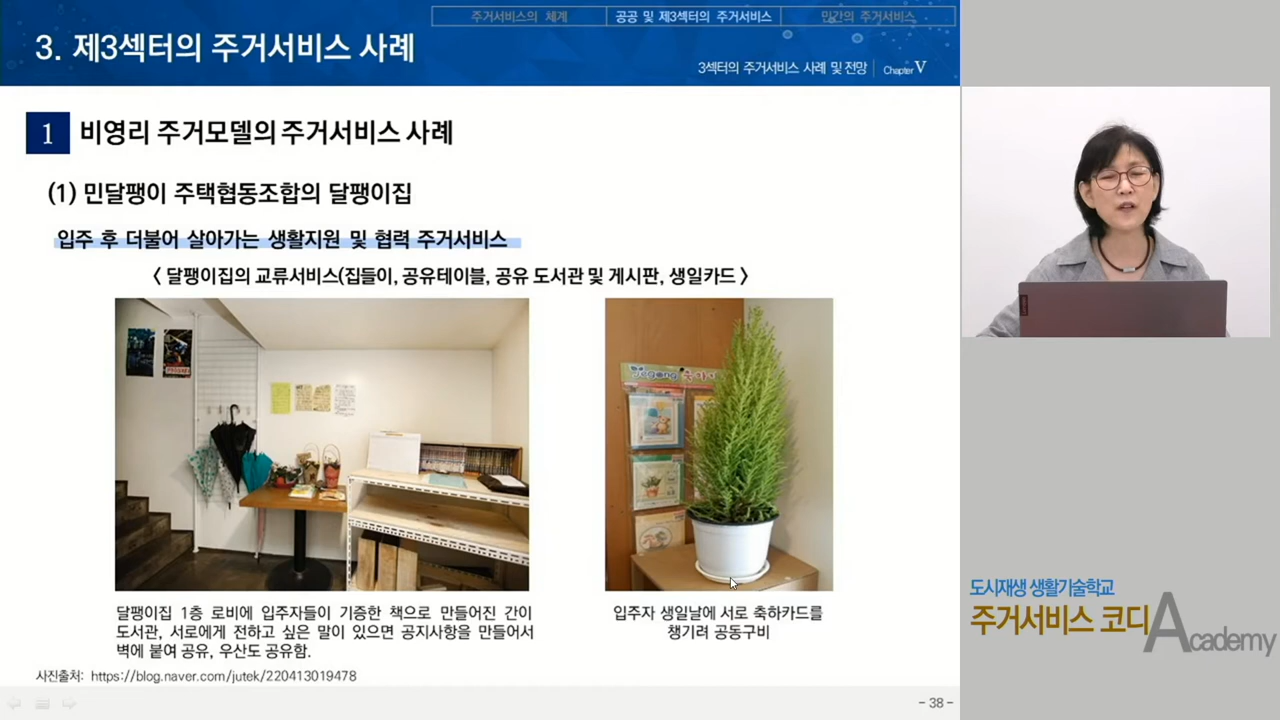 주거서비스의 체계
공공 및 제3섹터의 주거서비스
민간의 주거서비스
3. 제3섹터의 주거서비스 사례
3섹터의 주거서비스 사례 및 전망
Chapter V
1 비영리 주거모델의 주거서비스 사례
(1) 민달팽이 주택협동조합의 달팽이집
입주 후 더불어 살아가는 생활지원 및 협력 주거서비스
< 달팽이집의 교류서비스(집들이, 공유테이블, 공유 도서관 및 게시판, 생일카드 >
달팽이집 1층 로비에 입주자들이 기증한 책으로 만들어진 간이
도서관, 서로에게 전하고 싶은 말이 있으면 공지사항을 만들어서
벽에 붙여 공유, 우산도 공유함.
입주자 생일날에 서로 축하카드를
챙기려 공동구비
사진출처: https://blog.naver.com/jutek/220413019478
- 38 -
도시재생 생활기술학교
주거서비스 코디 Academy